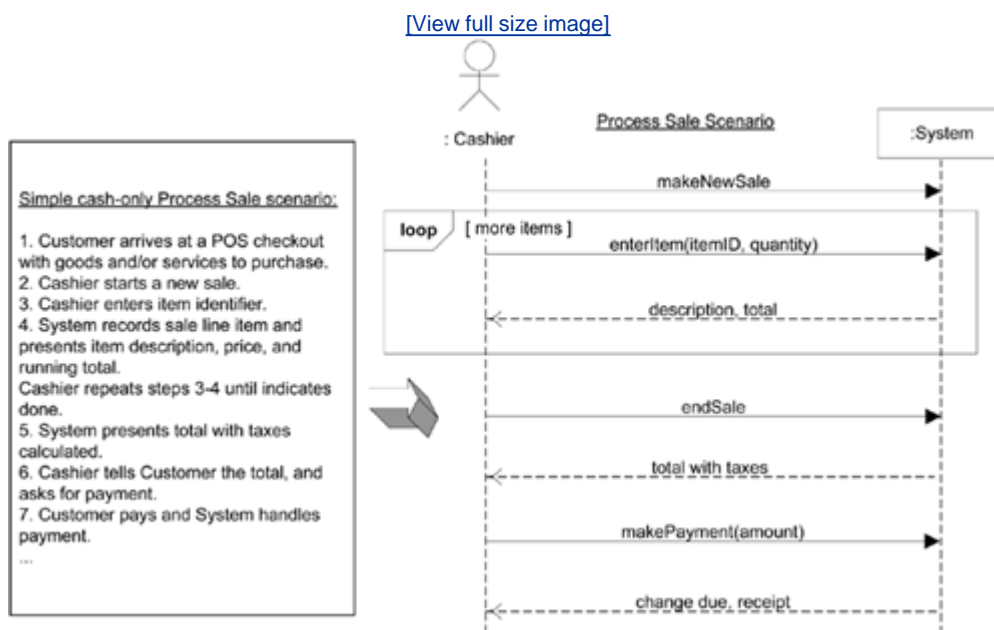 [View full size image]
: Cashier
Process Sale Scenario
:System
Simple cash-only Process Sale scenario:
1. Customer arrives at a POS checkout
with goods and/or services to purchase.
2. Cashier starts a new sale.
3. Cashier enters item identifier.
4. System records sale line item and
presents item description, price, and
running total.
Cashier repeats steps 3-4 until indicates
done.
5. System presents total with taxes
calculated.
6. Cashier tells Customer the total, and
asks for payment.
7. Customer pays and System handles
payment.
...
makeNewSale
loop [ more items ]
enterItem(itemID, quantity)
description, total
endSale
total with taxes
makePayment(amount)
change due, receipt